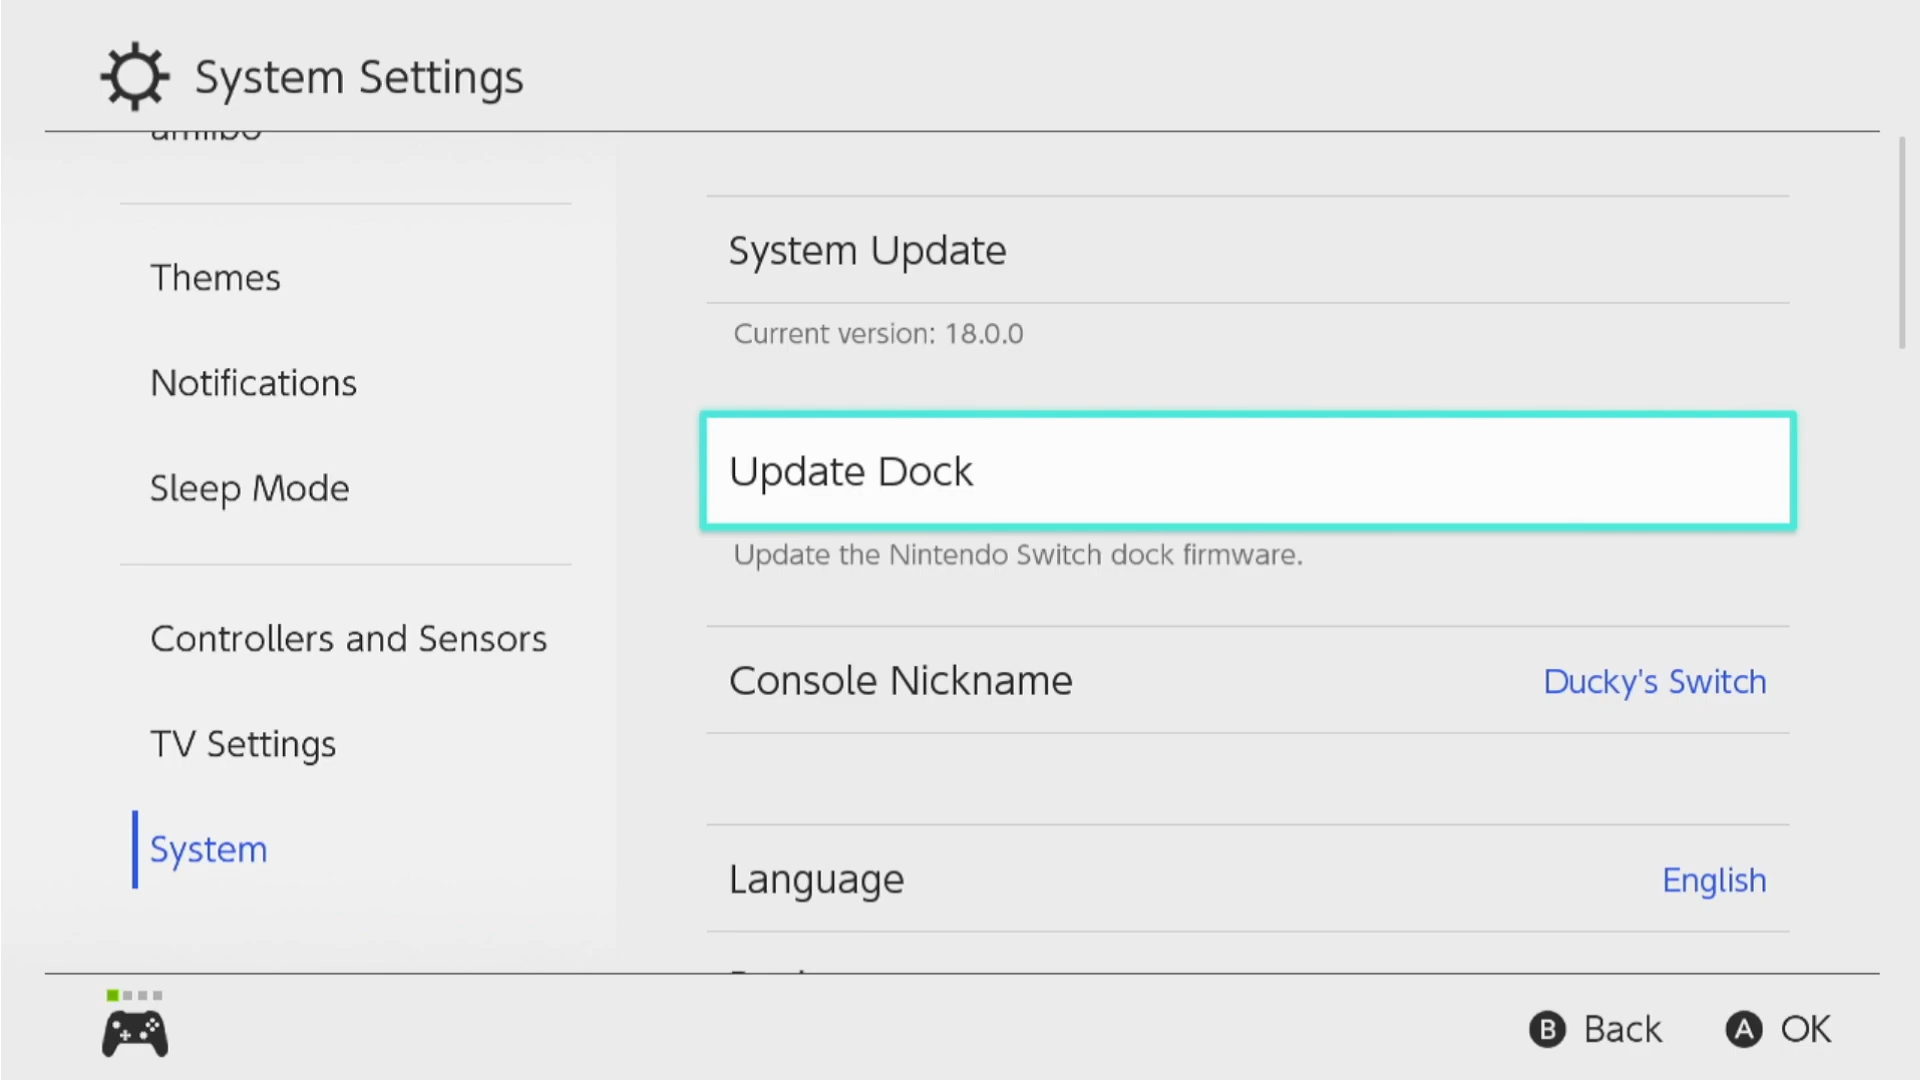 System Settings
amiibo
Themes
Notifications
Sleep Mode
Controllers and Sensors
TV Settings
System
System Update
Current version: 18.0.0
Update Dock
Update the Nintendo Switch dock firmware.
Console Nickname Ducky's Switch
Language English
B Back A OK